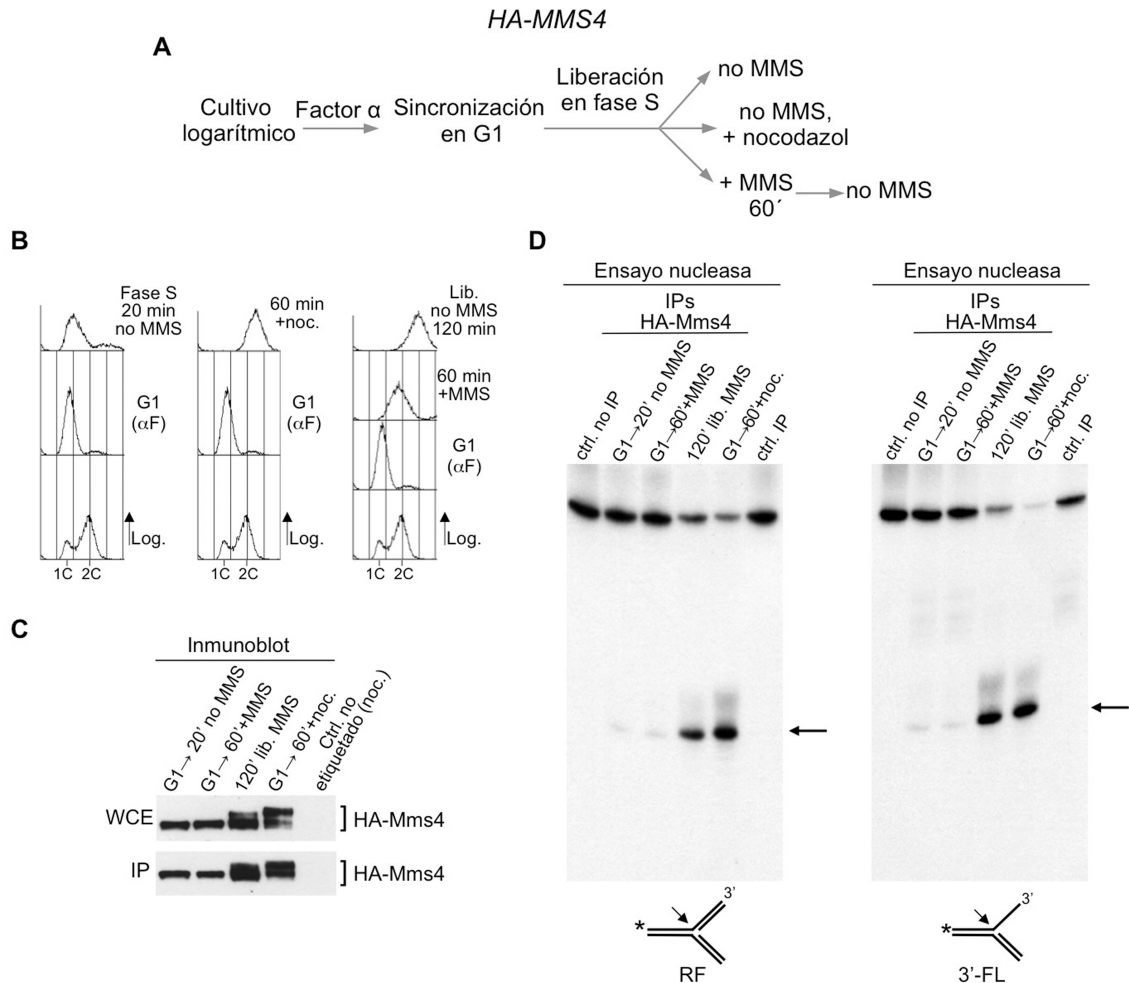 HA-MMS4
A
Cultivo
logarítmico
Factor α
Sincronización
en G1
Liberación
en fase S
no MMS
no MMS,
+ nocodazol
+ MMS
60´
no MMS
B
Fase S
20 min
no MMS
G1
(αF)
Log.
1C 2C
60 min
+noc.
G1
(αF)
Log.
1C 2C
Lib.
no MMS
120 min
60 min
+MMS
G1
(αF)
Log.
1C 2C
C
Inmunoblot
G1→ 20' no MMS
G1→ 60'+MMS
120' lib. MMS
G1→ 60'+noc.
Ctrl. no
etiquetado (noc.)
WCE
HA-Mms4
IP
HA-Mms4
D
Ensayo nucleasa
IPs
HA-Mms4
ctrl. no IP
G1→20' no MMS
G1→60'+MMS
120' lib. MMS
G1→60'+noc.
ctrl. IP
3'
*
RF
Ensayo nucleasa
IPs
HA-Mms4
ctrl. no IP
G1→20' no MMS
G1→60'+MMS
120' lib. MMS
G1→60'+noc.
ctrl. IP
3'
*
3'-FL